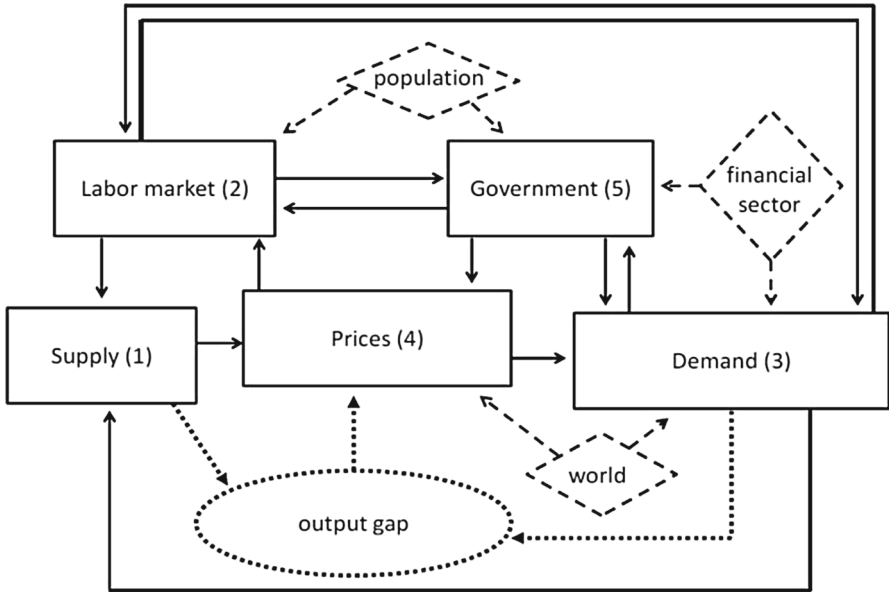 population
Labor market (2)
Government (5)
financial
sector
Supply (1)
Prices (4)
Demand (3)
world
output gap